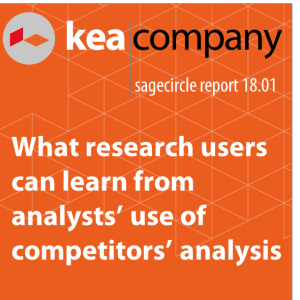 kea company
sagecircle report 18.01
What research users
can learn from
analysts’ use of
competitors’ analysis